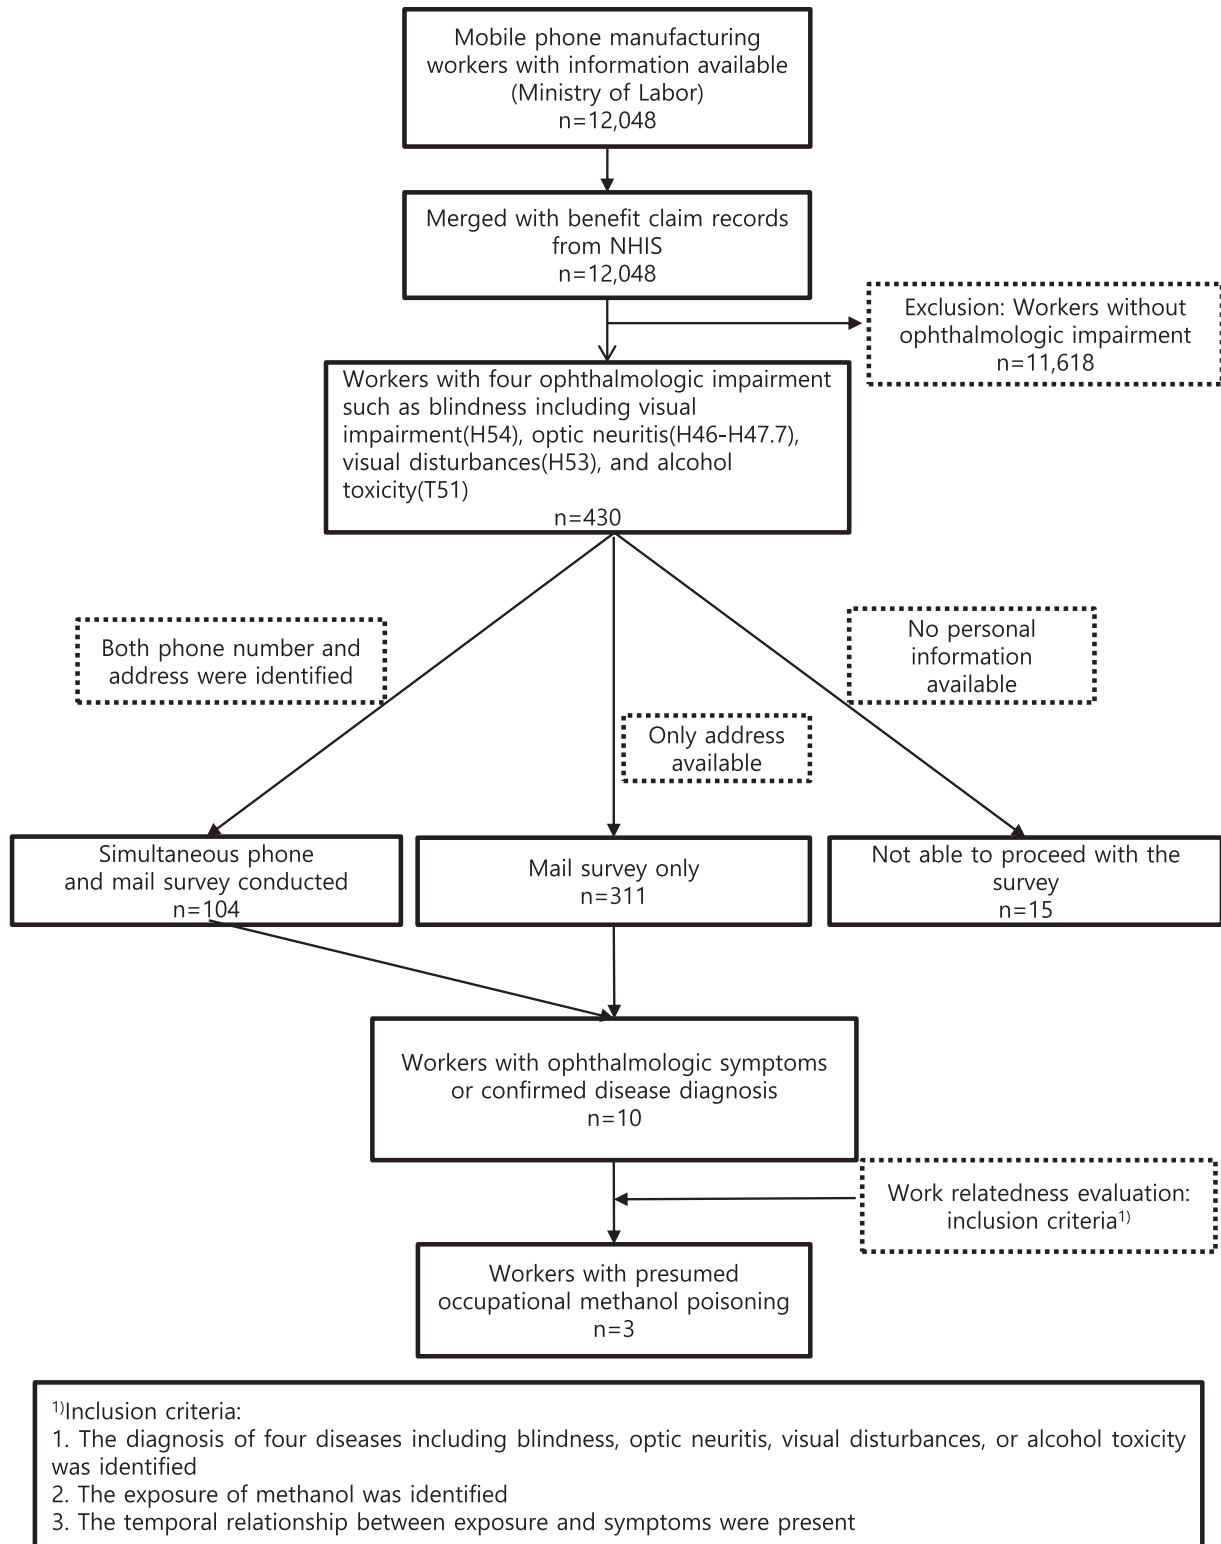 Mobile phone manufacturing
workers with information available
(Ministry of Labor)
n=12,048
Merged with benefit claim records
from NHIS
n=12,048
Exclusion: Workers without
ophthalmologic impairment
n=11,618
Workers with four ophthalmologic impairment
such as blindness including visual
impairment(H54), optic neuritis(H46-H47.7),
visual disturbances(H53), and alcohol
toxicity(T51)
n=430
Both phone number and
address were identified
Only address
available
No personal
information
available
Simultaneous phone
and mail survey conducted
n=104
Mail survey only
n=311
Not able to proceed with the
survey
n=15
Workers with ophthalmologic symptoms
or confirmed disease diagnosis
n=10
Work relatedness evaluation:
inclusion criteria¹⁾
Workers with presumed
occupational methanol poisoning
n=3
¹⁾Inclusion criteria:
1. The diagnosis of four diseases including blindness, optic neuritis, visual disturbances, or alcohol toxicity
was identified
2. The exposure of methanol was identified
3. The temporal relationship between exposure and symptoms were present